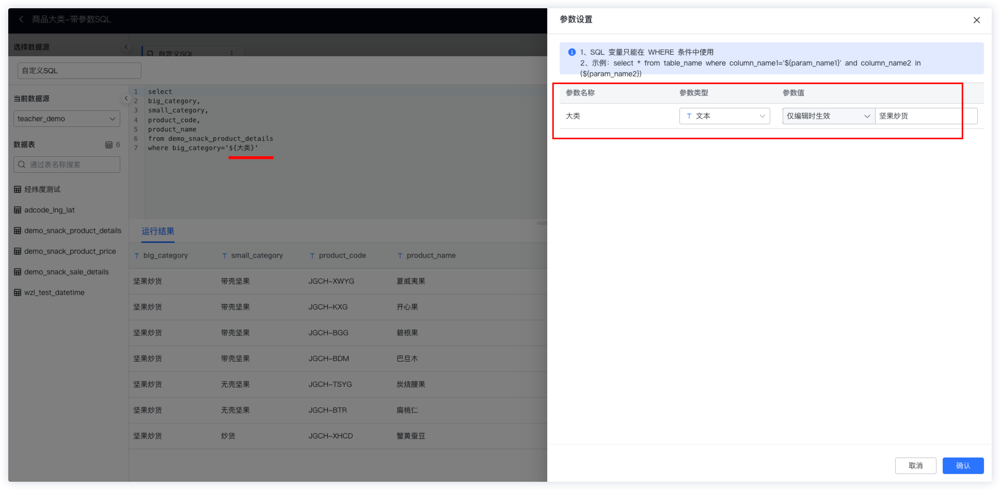 商品大类-带参数SQL
选择数据源
自定义SQL
自定义SQL
当前数据源
teacher_demo
数据表
6
通过表名称搜索
经纬度测试
adcode_lng_lat
demo_snack_product_details
demo_snack_product_price
demo_snack_sale_details
wzl_test_datetime
1 select
2 big_category,
3 small_category,
4 product_code,
5 product_name
6 from demo_snack_product_details
7 where big_category='${大类}'
运行结果
big_category small_category product_code product_name
坚果炒货 带壳坚果 JGCH-XWYG 夏威夷果
坚果炒货 带壳坚果 JGCH-KXG 开心果
坚果炒货 带壳坚果 JGCH-BGG 碧根果
坚果炒货 带壳坚果 JGCH-BDM 巴旦木
坚果炒货 无壳坚果 JGCH-TSYG 炭烧腰果
坚果炒货 无壳坚果 JGCH-BTR 扁桃仁
坚果炒货 炒货 JGCH-XHCD 蟹黄蚕豆
参数设置
1、SQL 变量只能在 WHERE 条件中使用
2、示例：select * from table_name where column_name1='${param_name1}' and column_name2 in
(${param_name2})
参数名称 参数类型 参数值
大类 文本 仅编辑时生效 坚果炒货
取消 确认